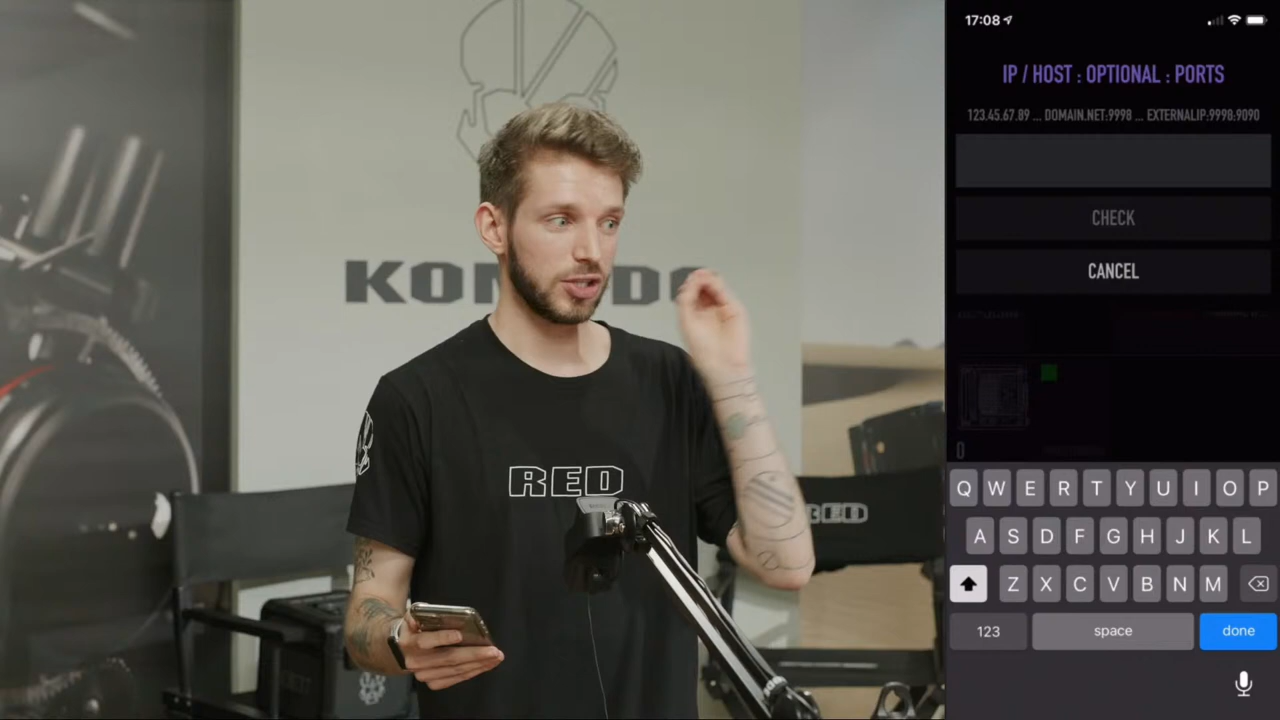 KOMODO
RED
RED
17:08
IP / HOST : OPTIONAL : PORTS
123.45.67.89 ... DOMAIN.NET:9998 ... EXTERNALIP:9998:9090
CHECK
CANCEL
0
Q W E R T Y U I O P
A S D F G H J K L
Z X C V B N M
123 space done